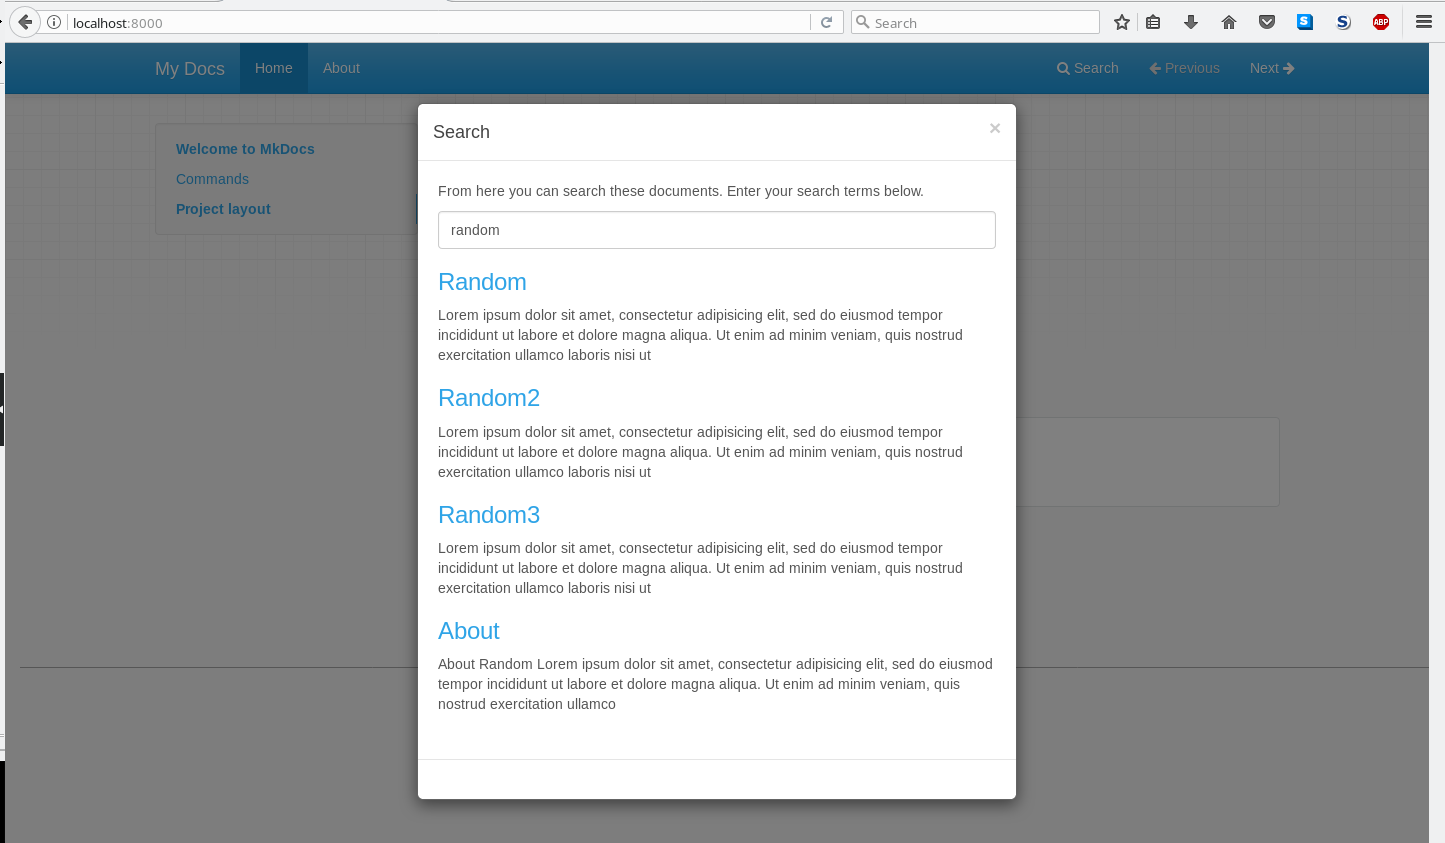 localhost:8000
Search
My Docs
Home
About
Search
Previous
Next
Welcome to MkDocs
Commands
Project layout
Search
×
From here you can search these documents. Enter your search terms below.
random
Random
Lorem ipsum dolor sit amet, consectetur adipisicing elit, sed do eiusmod tempor
incididunt ut labore et dolore magna aliqua. Ut enim ad minim veniam, quis nostrud
exercitation ullamco laboris nisi ut
Random2
Lorem ipsum dolor sit amet, consectetur adipisicing elit, sed do eiusmod tempor
incididunt ut labore et dolore magna aliqua. Ut enim ad minim veniam, quis nostrud
exercitation ullamco laboris nisi ut
Random3
Lorem ipsum dolor sit amet, consectetur adipisicing elit, sed do eiusmod tempor
incididunt ut labore et dolore magna aliqua. Ut enim ad minim veniam, quis nostrud
exercitation ullamco laboris nisi ut
About
About Random Lorem ipsum dolor sit amet, consectetur adipisicing elit, sed do eiusmod
tempor incididunt ut labore et dolore magna aliqua. Ut enim ad minim veniam, quis
nostrud exercitation ullamco